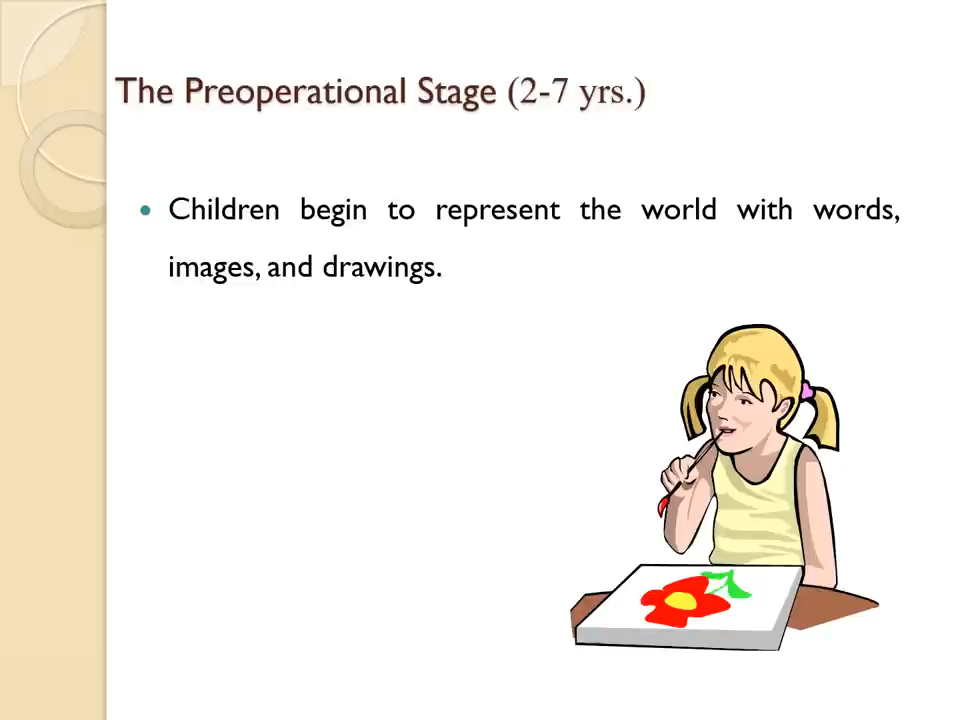 The Preoperational Stage (2-7 yrs.)
• Children begin to represent the world with words,
images, and drawings.